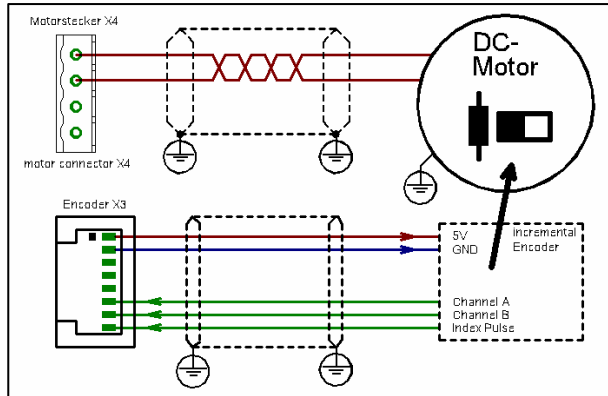 Motorstecker X4
motor connector X4
DC-
Motor
Encoder X3
5V
GND
Incremental
Encoder
Channel A
Channel B
Index Pulse